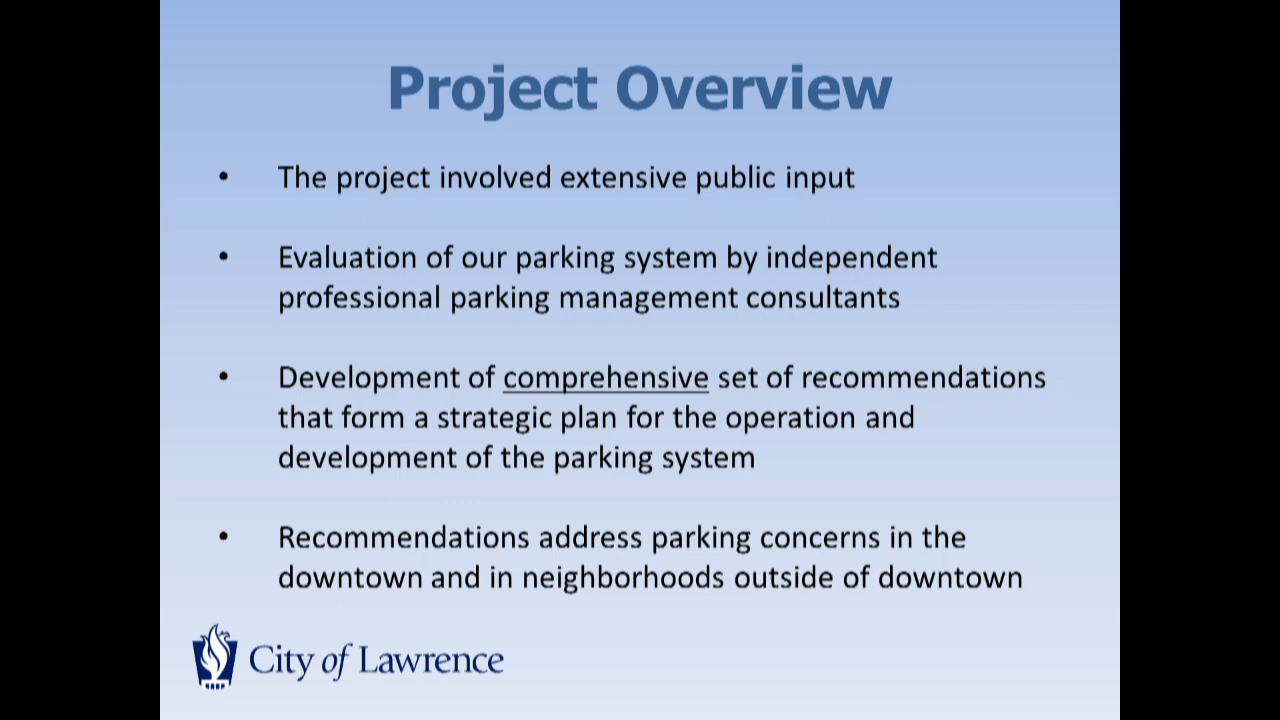 Project Overview
• The project involved extensive public input
• Evaluation of our parking system by independent
professional parking management consultants
• Development of comprehensive set of recommendations
that form a strategic plan for the operation and
development of the parking system
• Recommendations address parking concerns in the
downtown and in neighborhoods outside of downtown
City of Lawrence